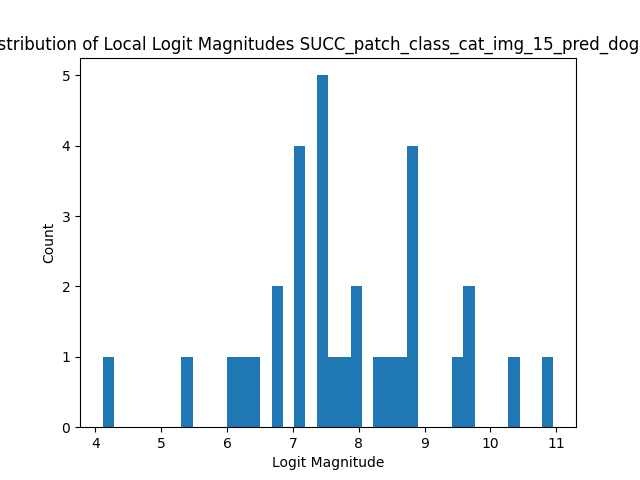 stribution of Local Logit Magnitudes SUCC_patch_class_cat_img_15_pred_dog
5
4
3
2
1
0
Count
4 5 6 7 8 9 10 11
Logit Magnitude